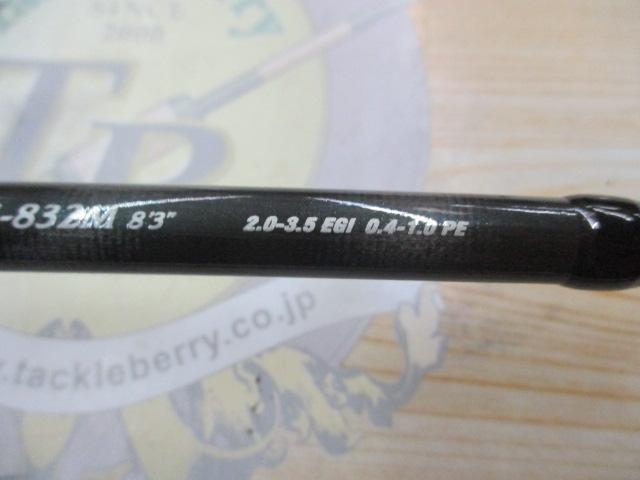 SINCE
2000
TB
-832M 8'3" 2.0-3.5 EGI 0.4-1.0 PE
.tackleberry.co.jp